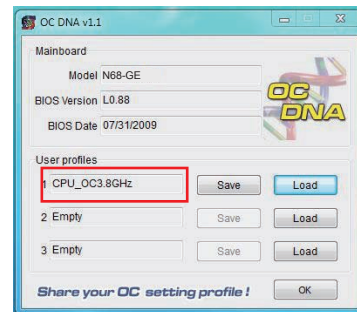 OC DNA v1.1
Mainboard
Model N68-GE
BIOS Version L0.88
BIOS Date 07/31/2009
OC DNA
User profiles
1 CPU_OC3.8GHz Save Load
2 Empty Save Load
3 Empty Save Load
Share your OC setting profile ! OK